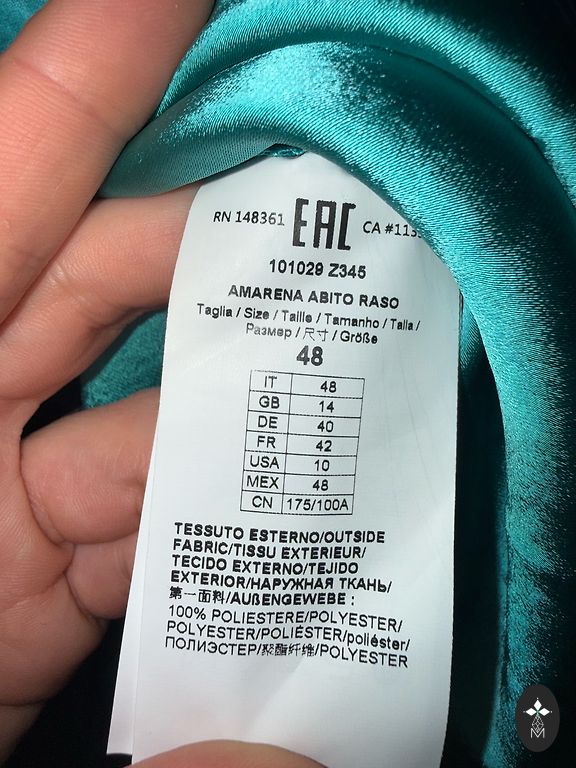 RN 148361 EAC CA #113
101029 Z345
AMARENA ABITO RASO
Taglia / Size / Taille / Tamanho / Talla /
Размер / 尺寸 / Größe
48
IT 48
GB 14
DE 40
FR 42
USA 10
MEX 48
CN 175/100A
TESSUTO ESTERNO/OUTSIDE
FABRIC/TISSU EXTERIEUR/
TECIDO EXTERNO/TEJIDO
EXTERIOR/НАРУЖНАЯ ТКАНЬ/
第一面料/AUßENGEWEBE :
100% POLIESTERE/POLYESTER/
POLYESTER/POLIÉSTER/poliéster/
ПОЛИЭСТЕР/聚酯纤维/POLYESTER